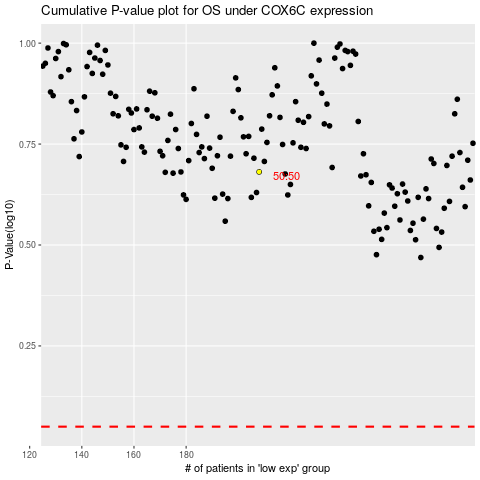 Cumulative P-value plot for OS under COX6C expression
1.00
0.75
0.50
0.25
P-Value(log10)
50:50
120 140 160 180
# of patients in 'low exp' group